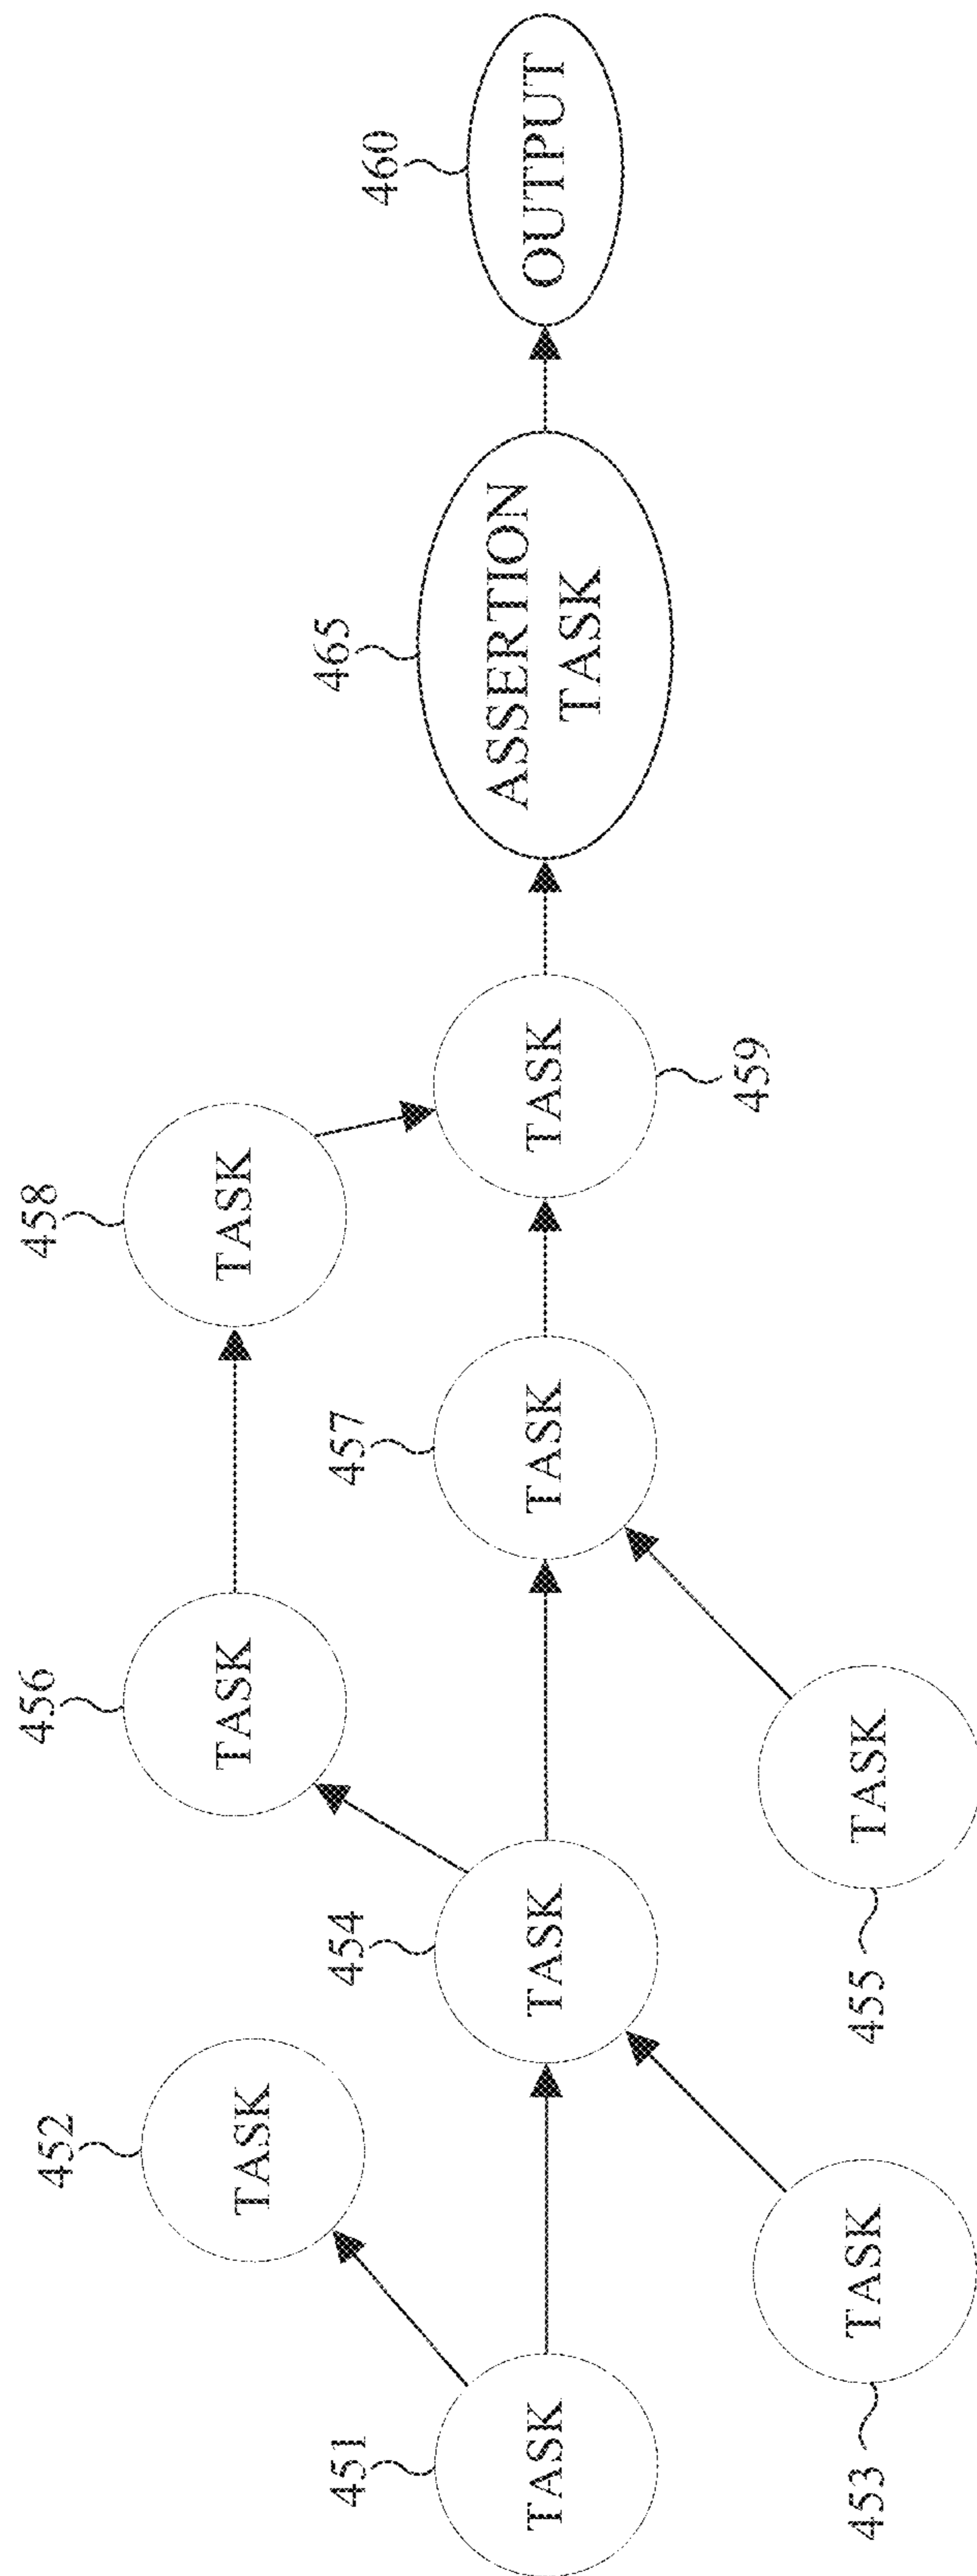 451
TASK
452
TASK
453
TASK
454
TASK
455
TASK
456
TASK
457
TASK
458
TASK
459
TASK
465
ASSERTION
TASK
460
OUTPUT